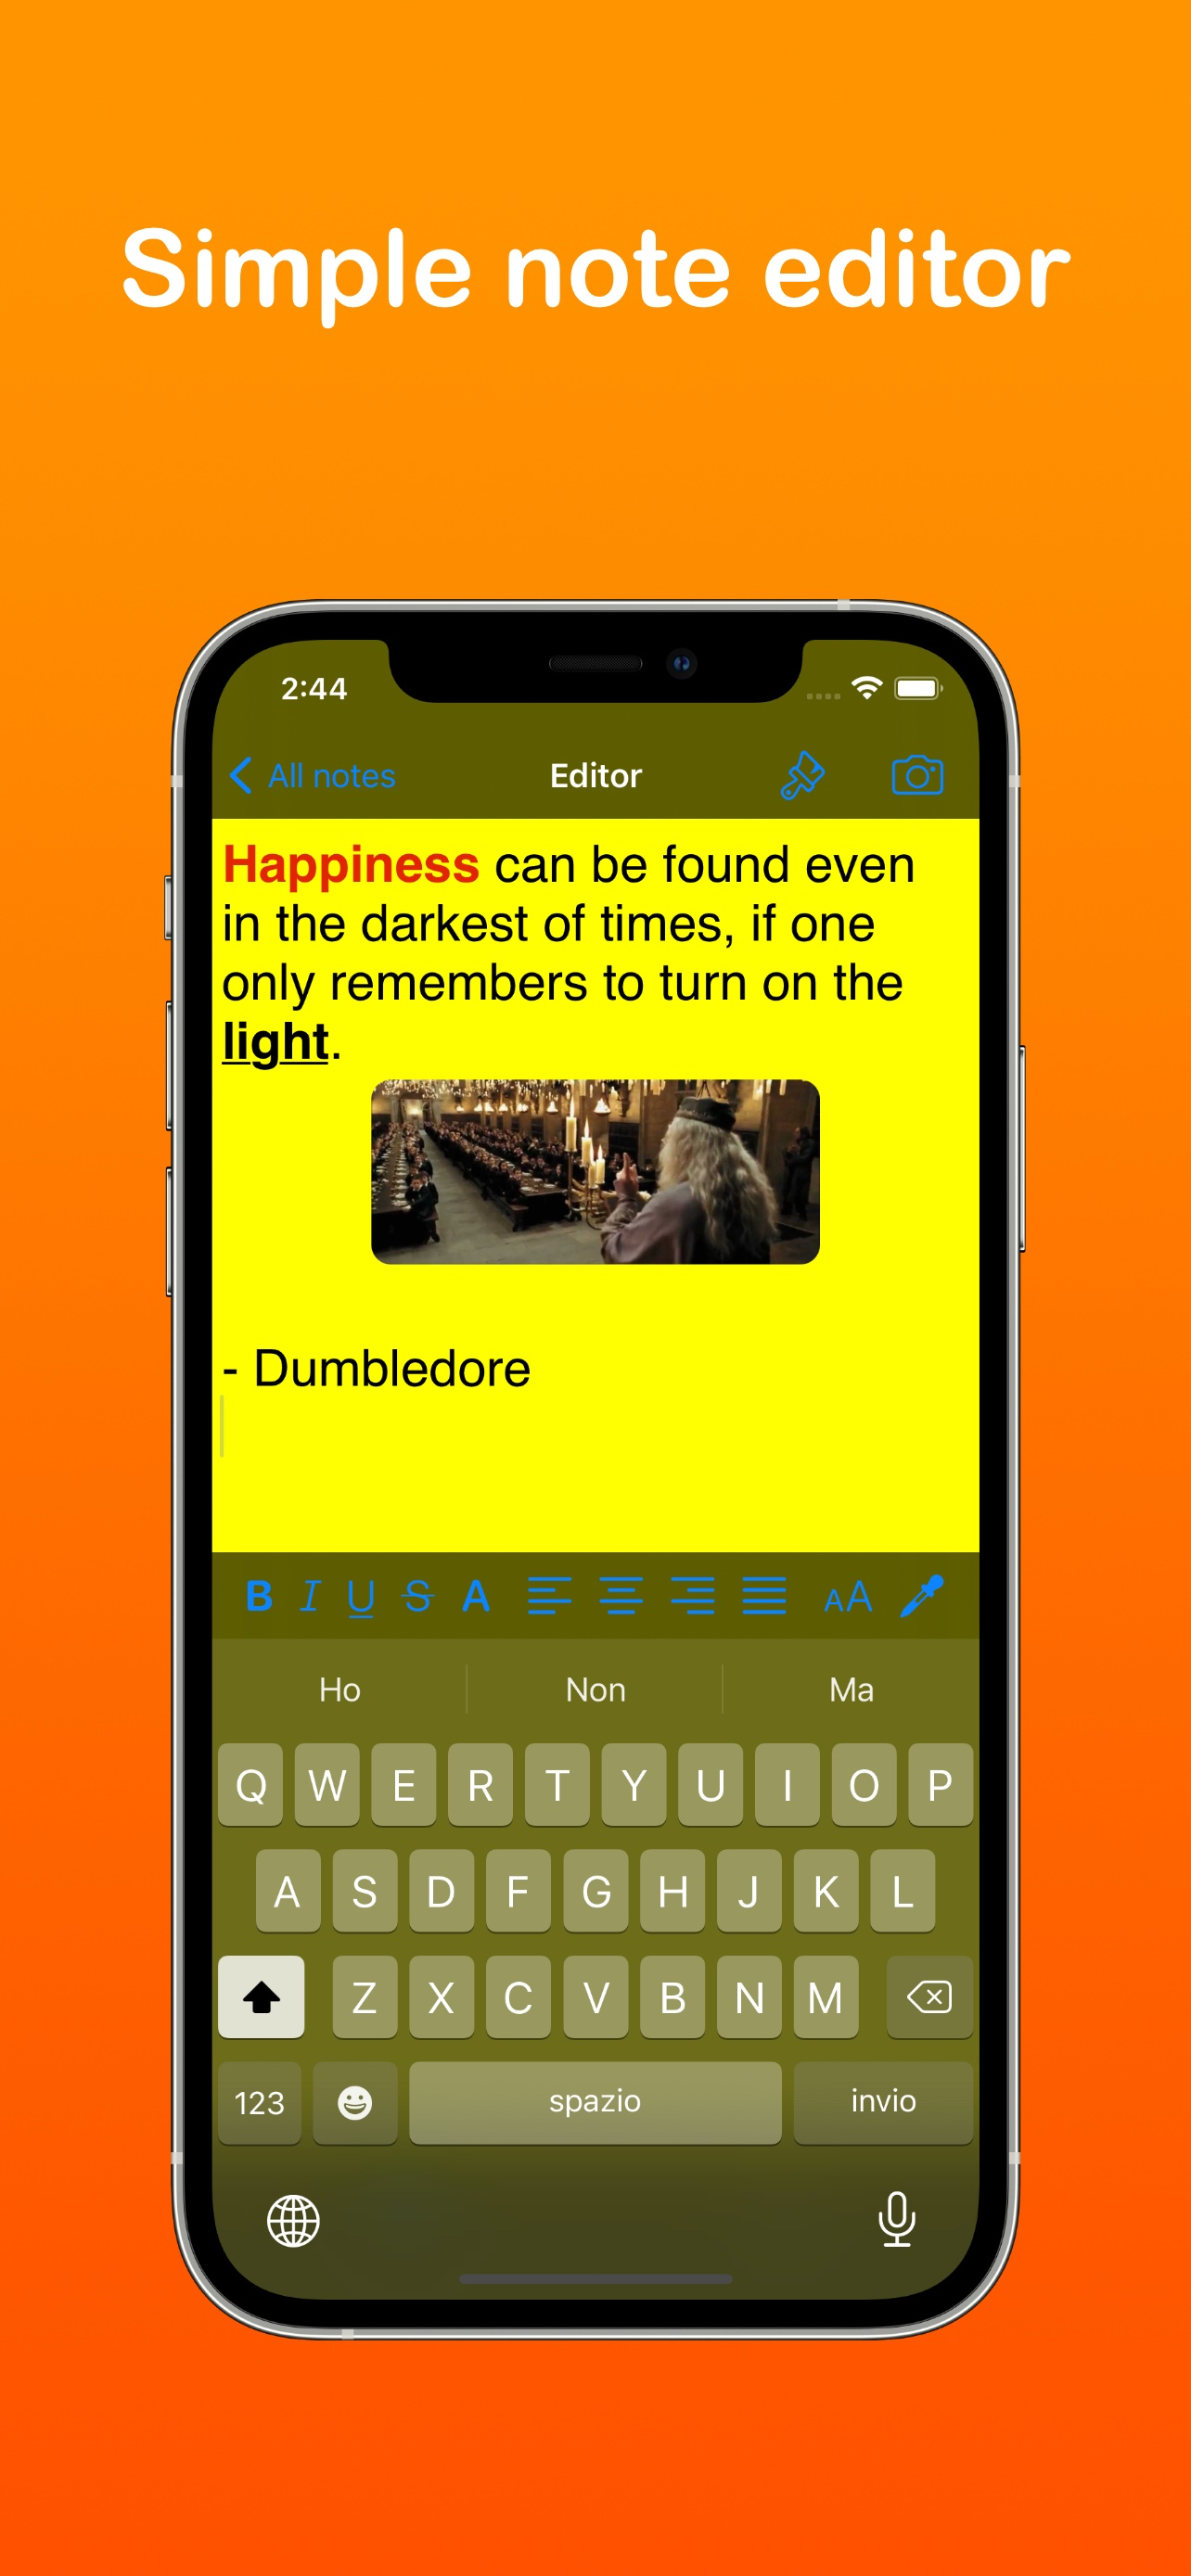 Simple note editor
2:44
All notes
Editor
Happiness can be found even
in the darkest of times, if one
only remembers to turn on the
light.
- Dumbledore
B I U S A AA
Ho Non Ma
Q W E R T Y U I O P
A S D F G H J K L
Z X C V B N M
123 spazio invio